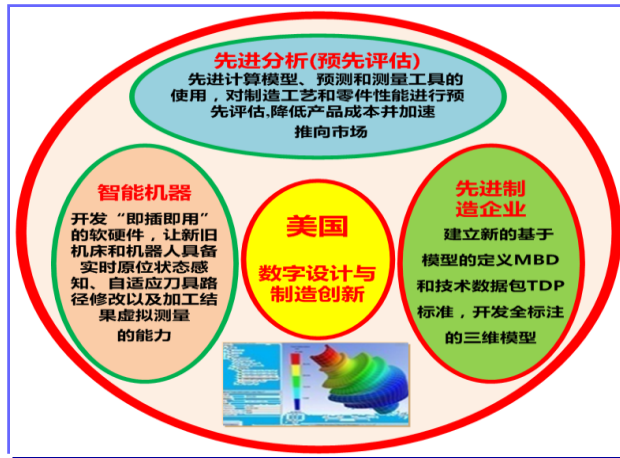 先进分析(预先评估)
先进计算模型、预测和测量工具的
使用，对制造工艺和零件性能进行预
先评估,降低产品成本并加速
推向市场
智能机器
开发“即插即用”
的软硬件，让新旧
机床和机器人具备
实时原位状态感
知、自适应刀具路
径修改以及加工结
果虚拟测量
的能力
美国
数字设计与
制造创新
先进制
造企业
建立新的基于
模型的定义MBD
和技术数据包TDP
标准，开发全标注
的三维模型